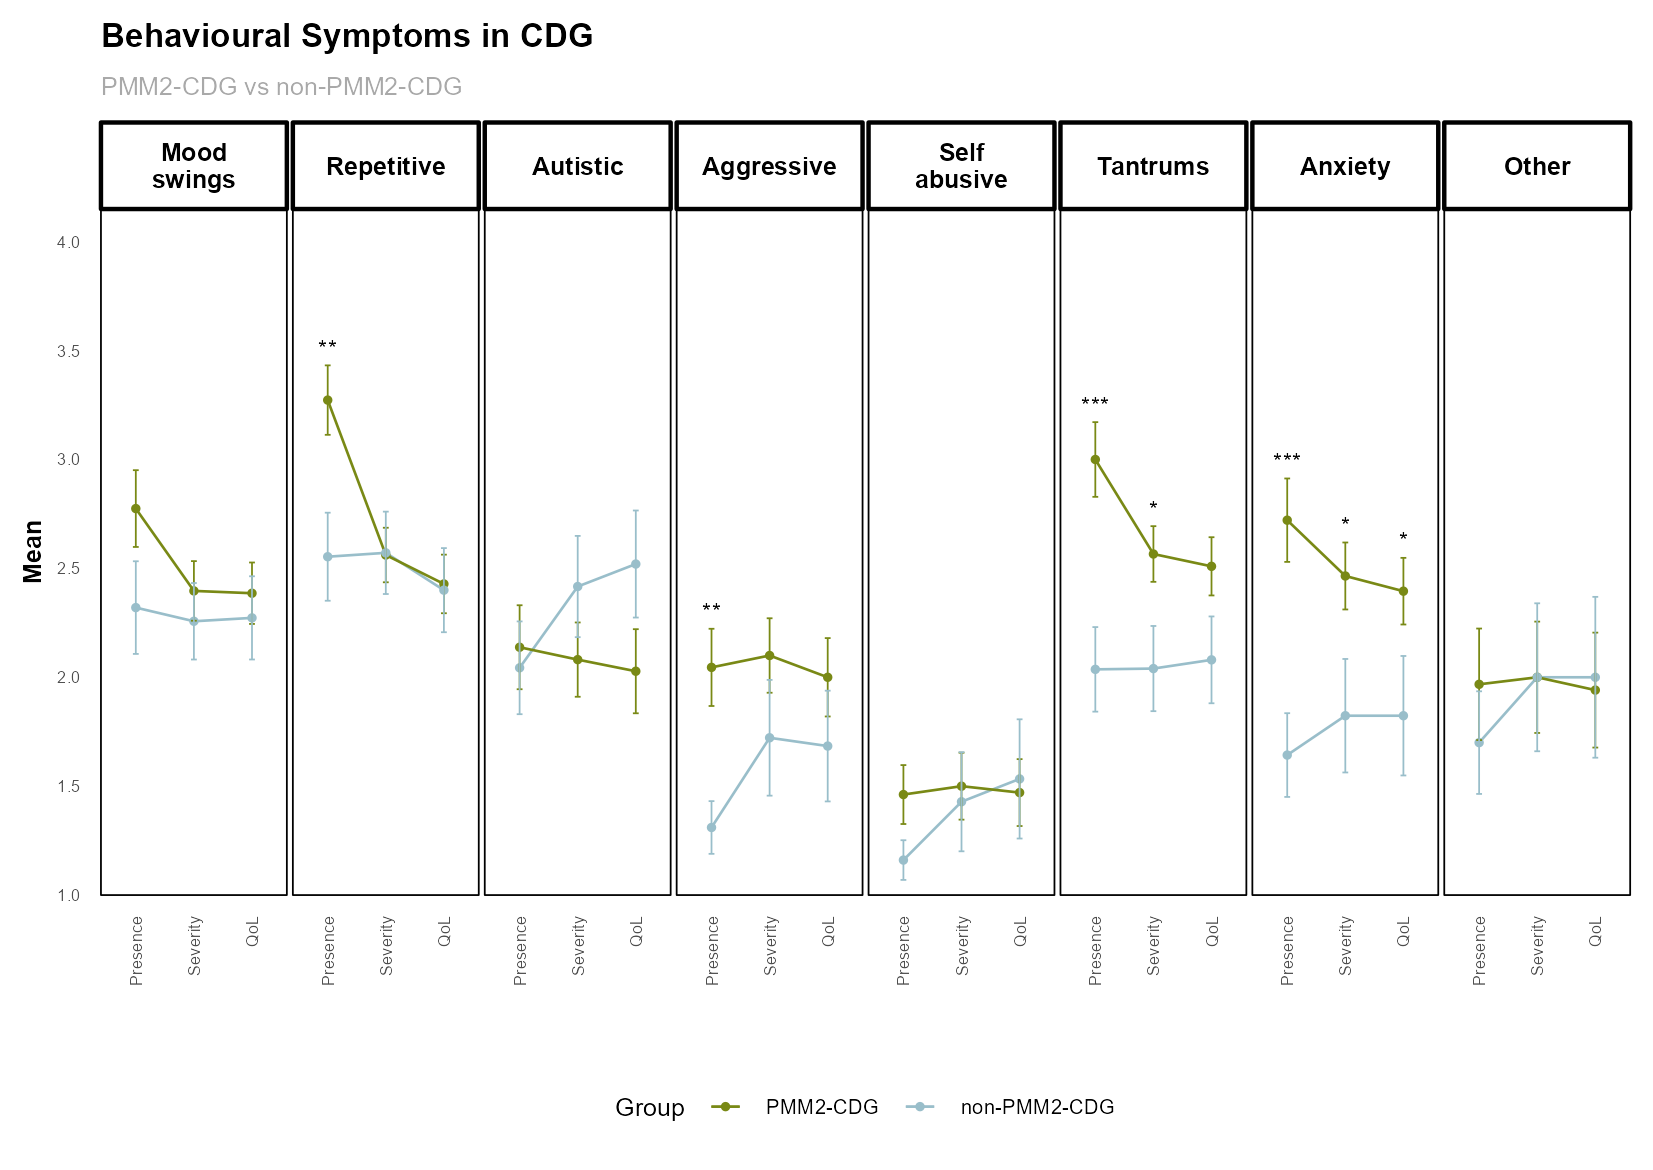 Behavioural Symptoms in CDG
PMM2-CDG vs non-PMM2-CDG
Mood
swings
Repetitive
Autistic
Aggressive
Self
abusive
Tantrums
Anxiety
Other
4.0
3.5
3.0
2.5
2.0
1.5
1.0
Mean
**
**
***
*
***
*
*
Presence
Severity
QoL
Presence
Severity
QoL
Presence
Severity
QoL
Presence
Severity
QoL
Presence
Severity
QoL
Presence
Severity
QoL
Presence
Severity
QoL
Presence
Severity
QoL
Group
PMM2-CDG
non-PMM2-CDG